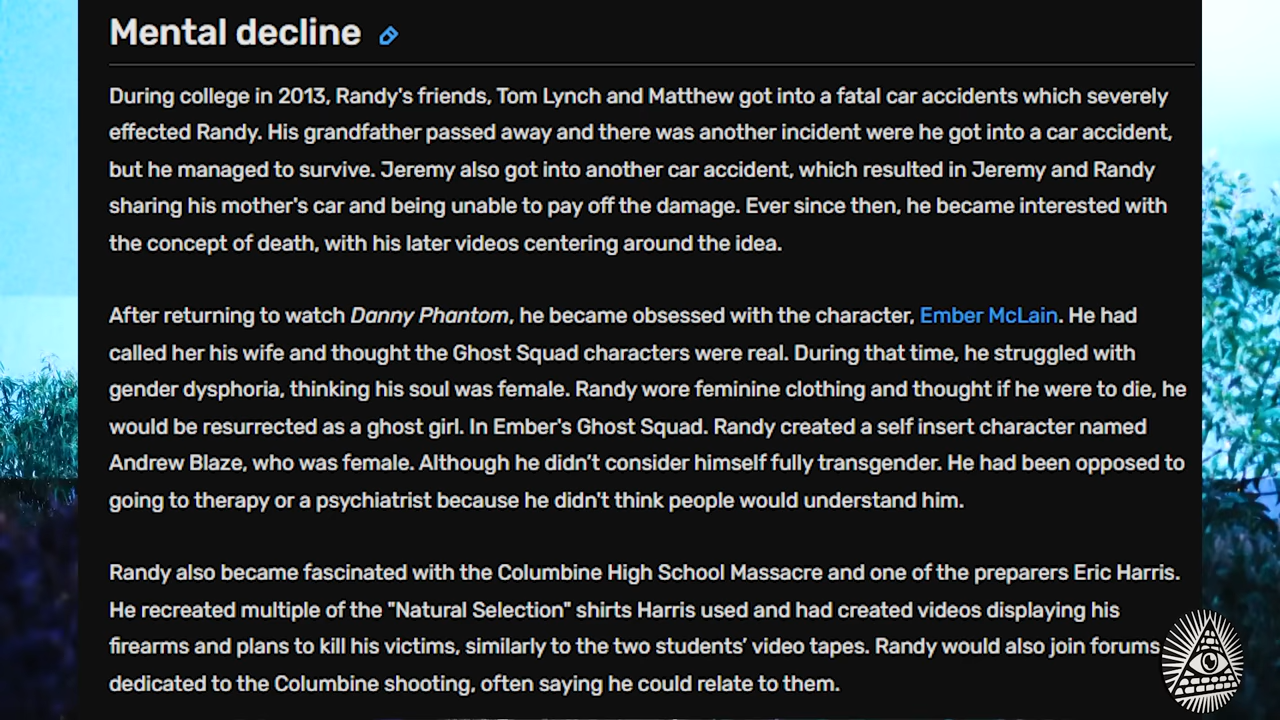 Mental decline
During college in 2013, Randy's friends, Tom Lynch and Matthew got into a fatal car accidents which severely
effected Randy. His grandfather passed away and there was another incident were he got into a car accident,
but he managed to survive. Jeremy also got into another car accident, which resulted in Jeremy and Randy
sharing his mother's car and being unable to pay off the damage. Ever since then, he became interested with
the concept of death, with his later videos centering around the idea.
After returning to watch Danny Phantom, he became obsessed with the character, Ember McLain. He had
called her his wife and thought the Ghost Squad characters were real. During that time, he struggled with
gender dysphoria, thinking his soul was female. Randy wore feminine clothing and thought if he were to die, he
would be resurrected as a ghost girl. In Ember's Ghost Squad. Randy created a self insert character named
Andrew Blaze, who was female. Although he didn't consider himself fully transgender. He had been opposed to
going to therapy or a psychiatrist because he didn't think people would understand him.
Randy also became fascinated with the Columbine High School Massacre and one of the preparers Eric Harris.
He recreated multiple of the "Natural Selection" shirts Harris used and had created videos displaying his
firearms and plans to kill his victims, similarly to the two students’ video tapes. Randy would also join forums
dedicated to the Columbine shooting, often saying he could relate to them.